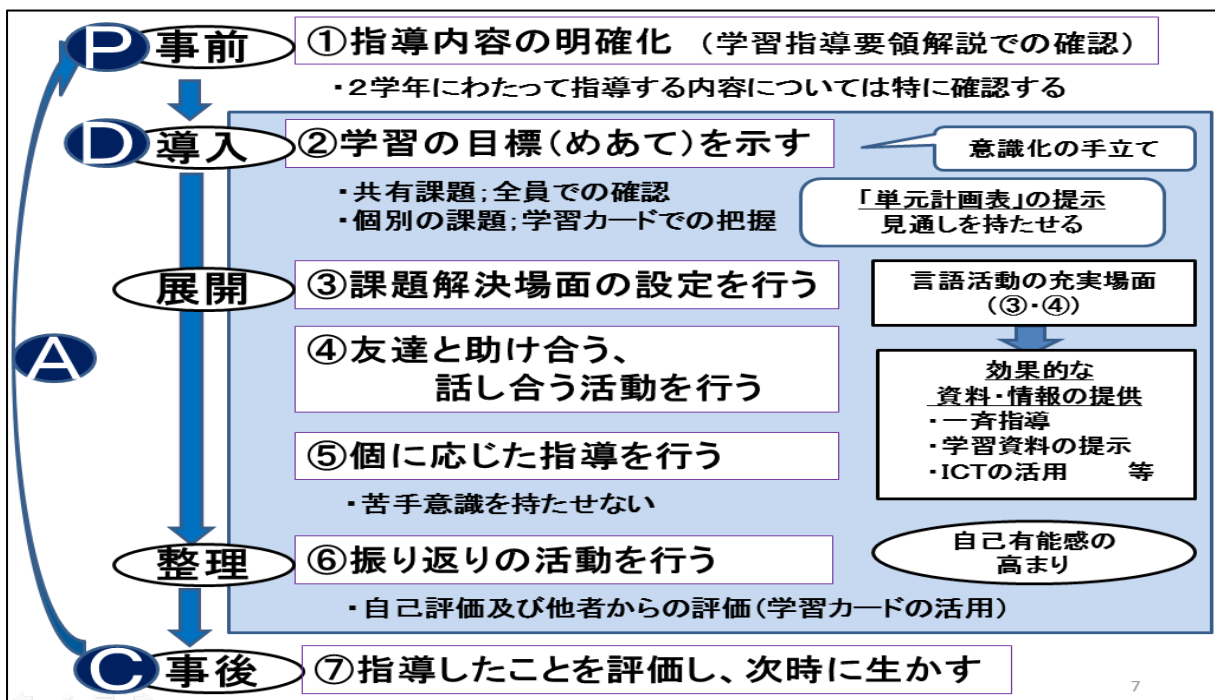 P 事前
①指導内容の明確化 （学習指導要領解説での確認）
・２学年にわたって指導する内容については特に確認する
D 導入
②学習の目標（めあて）を示す
意識化の手立て
・共有課題；全員での確認
・個別の課題；学習カードでの把握
「単元計画表」の提示
見通しを持たせる
展開
③課題解決場面の設定を行う
言語活動の充実場面
（③・④）
A
④友達と助け合う、
話し合う活動を行う
効果的な
資料・情報の提供
・一斉指導
・学習資料の提示
・ICTの活用　　等
⑤個に応じた指導を行う
・苦手意識を持たせない
整理
⑥振り返りの活動を行う
自己有能感の
高まり
・自己評価及び他者からの評価（学習カードの活用）
C 事後
⑦指導したことを評価し、次時に生かす
7